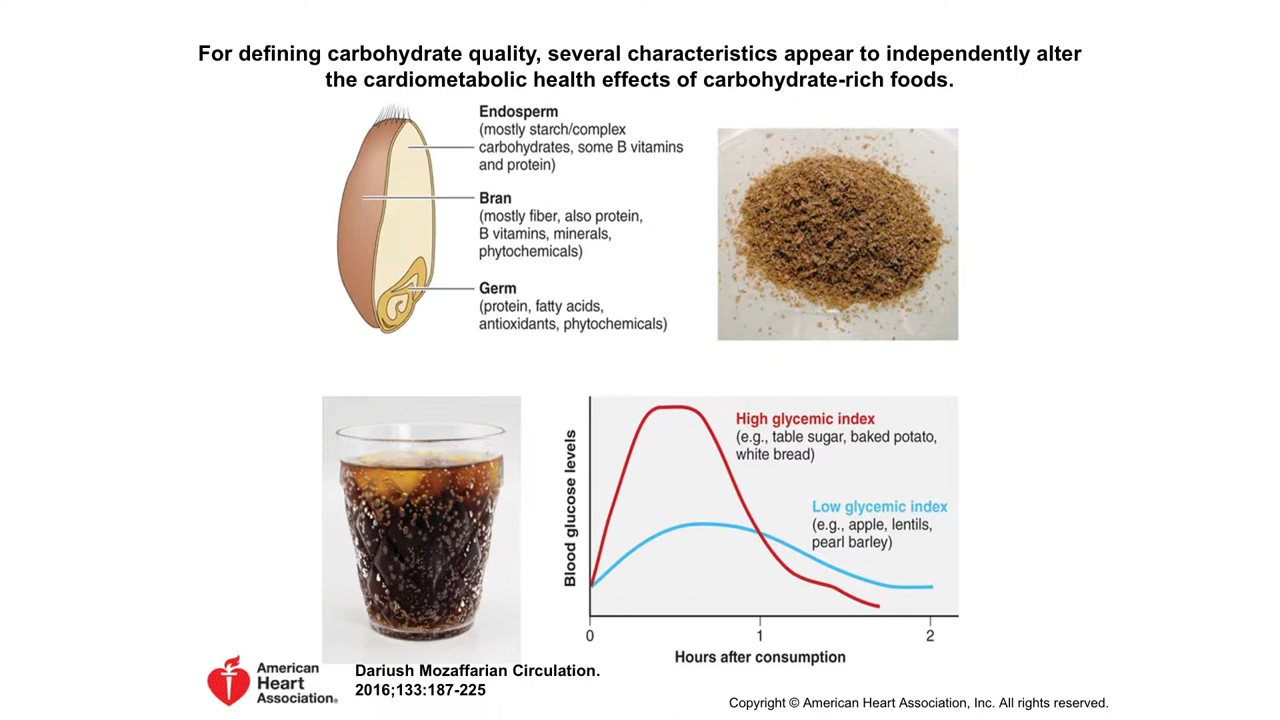 For defining carbohydrate quality, several characteristics appear to independently alter
the cardiometabolic health effects of carbohydrate-rich foods.
Endosperm
(mostly starch/complex
carbohydrates, some B vitamins
and protein)
Bran
(mostly fiber, also protein,
B vitamins, minerals,
phytochemicals)
Germ
(protein, fatty acids,
antioxidants, phytochemicals)
Blood glucose levels
High glycemic index
(e.g., table sugar, baked potato,
white bread)
Low glycemic index
(e.g., apple, lentils,
pearl barley)
0
1
2
Hours after consumption
American
Heart
Association®
Dariush Mozaffarian Circulation.
2016;133:187-225
Copyright © American Heart Association, Inc. All rights reserved.